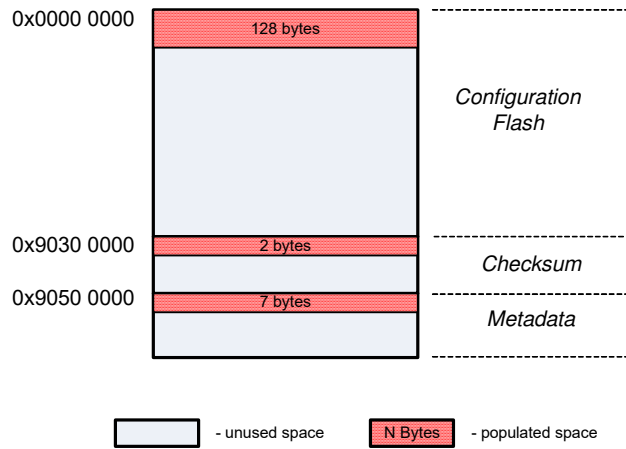 0x0000 0000
128 bytes
Configuration
Flash
0x9030 0000
2 bytes
Checksum
0x9050 0000
7 bytes
Metadata
- unused space
N Bytes
- populated space